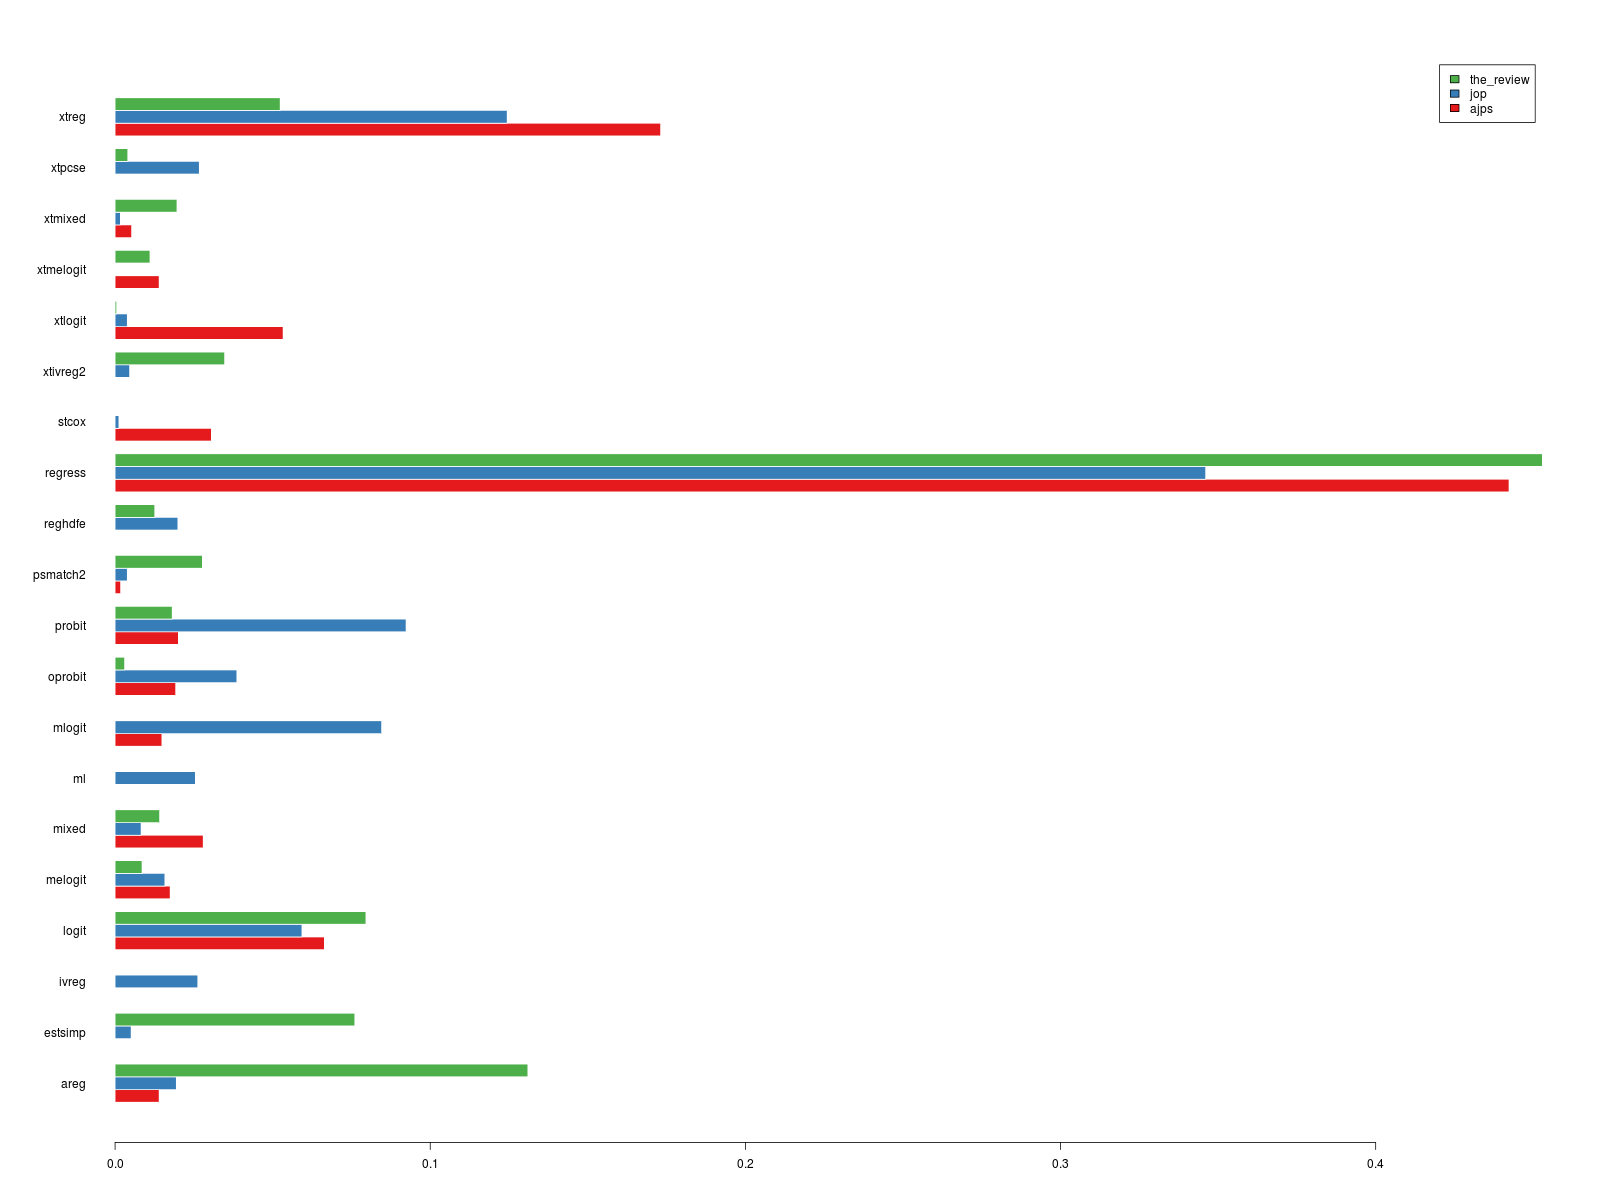 the_review
jop
ajps
xtreg
xtpcse
xtmixed
xtmelogit
xtlogit
xtivreg2
stcox
regress
reghdfe
psmatch2
probit
oprobit
mlogit
ml
mixed
melogit
logit
ivreg
estsimp
areg
0.0 0.1 0.2 0.3 0.4